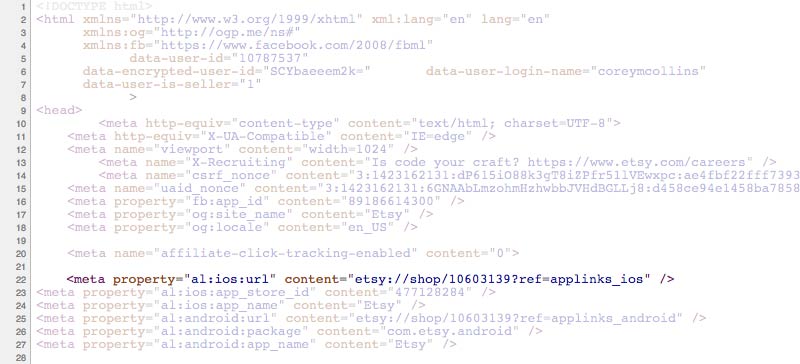 1 <!DOCTYPE html>
2 <html xmlns="http://www.w3.org/1999/xhtml" xml:lang="en" lang="en"
3 xmlns:og="http://ogp.me/ns#"
4 xmlns:fb="https://www.facebook.com/2008/fbml"
5 data-user-id="10787537"
6 data-encrypted-user-id="SCYbaeeem2k=" data-user-login-name="coreymcollins"
7 data-user-is-seller="1"
8 >
9 <head>
10 <meta http-equiv="content-type" content="text/html; charset=UTF-8">
11 <meta http-equiv="X-UA-Compatible" content="IE=edge" />
12 <meta name="viewport" content="width=1024" />
13 <meta name="X-Recruiting" content="Is code your craft? https://www.etsy.com/careers" />
14 <meta name="csrf_nonce" content="3:1423162131:dP615iO88k3gT8iZPfr51lVEwxpc:ae4fbf22fff7393
15 <meta name="uaid_nonce" content="3:1423162131:6GNAAbLmzohmHzhwbbJVHdBGLLj8:d458ce94e1458ba7858
16 <meta property="fb:app_id" content="89186614300" />
17 <meta property="og:site_name" content="Etsy" />
18 <meta property="og:locale" content="en_US" />
19
20 <meta name="affiliate-click-tracking-enabled" content="0">
21
22 <meta property="al:ios:url" content="etsy://shop/10603139?ref=applinks_ios" />
23 <meta property="al:ios:app_store_id" content="477128284" />
24 <meta property="al:ios:app_name" content="Etsy" />
25 <meta property="al:android:url" content="etsy://shop/10603139?ref=applinks_android" />
26 <meta property="al:android:package" content="com.etsy.android" />
27 <meta property="al:android:app_name" content="Etsy" />
28